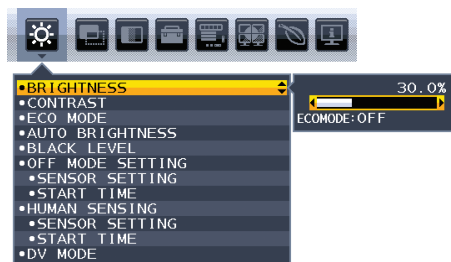 •BRIGHTNESS
•CONTRAST
•ECO MODE
•AUTO BRIGHTNESS
•BLACK LEVEL
•OFF MODE SETTING
•SENSOR SETTING
•START TIME
•HUMAN SENSING
•SENSOR SETTING
•START TIME
•DV MODE
30.0%
ECOMODE:OFF